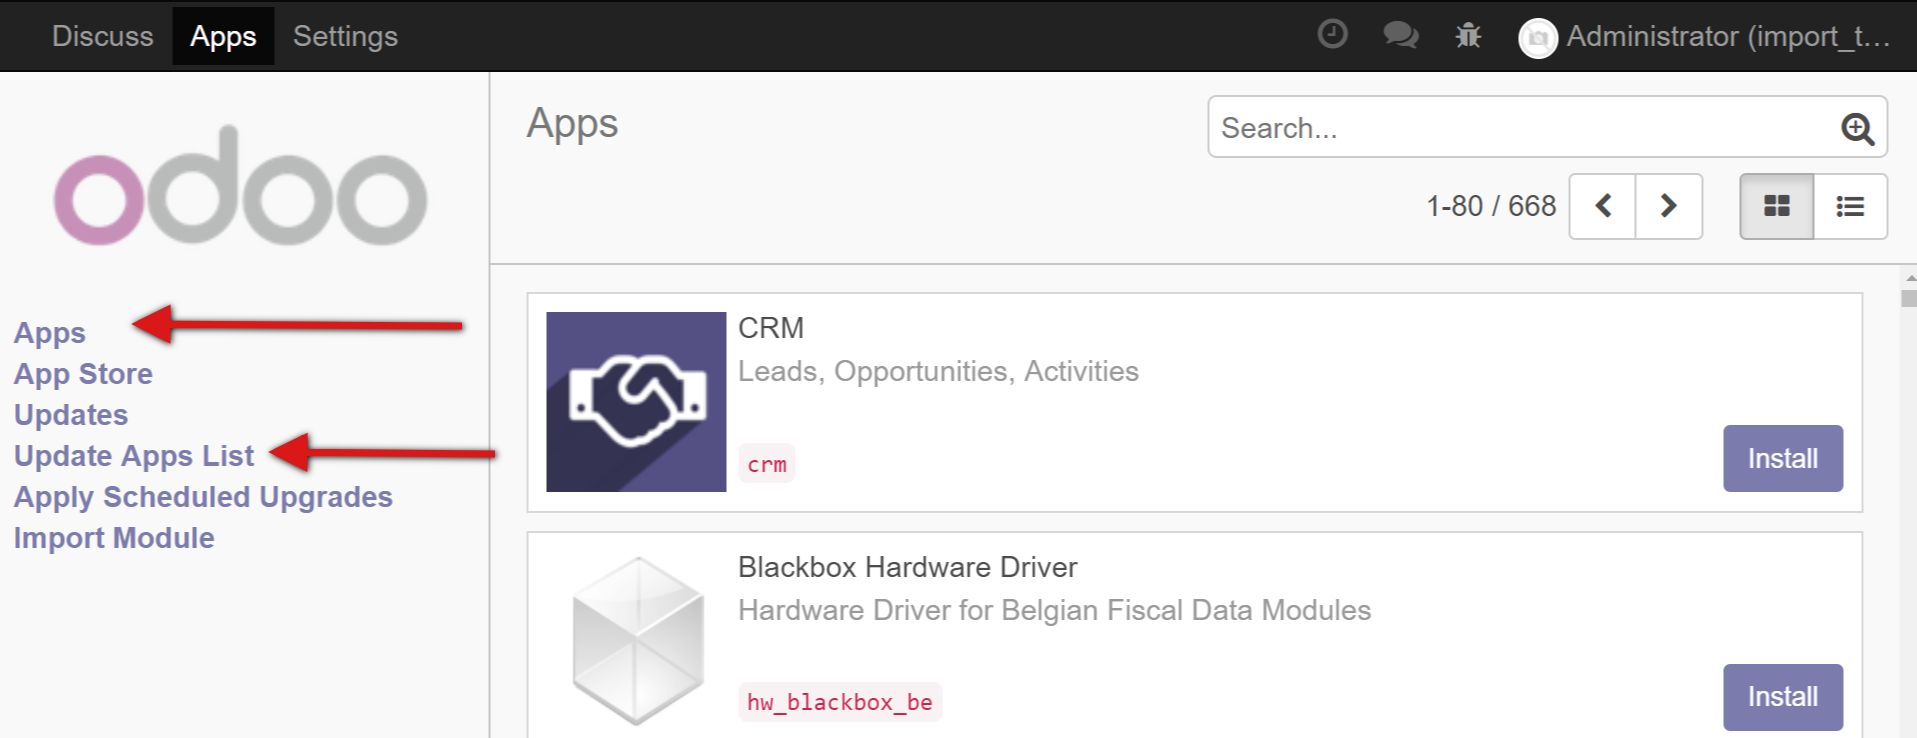 Discuss Apps Settings Administrator (import_t...
odoo
Apps
Search...
1-80 / 668
Apps
App Store
Updates
Update Apps List
Apply Scheduled Upgrades
Import Module
CRM
Leads, Opportunities, Activities
crm
Install
Blackbox Hardware Driver
Hardware Driver for Belgian Fiscal Data Modules
hw_blackbox_be
Install